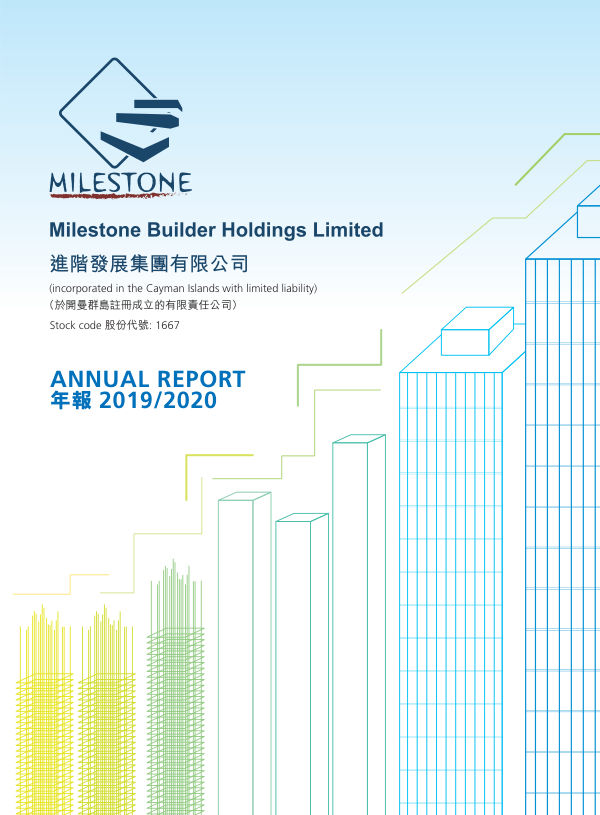 MILESTONE
Milestone Builder Holdings Limited
進階發展集團有限公司
(incorporated in the Cayman Islands with limited liability)
(於開曼群島註冊成立的有限責任公司)
Stock code 股份代號: 1667
ANNUAL REPORT
年報 2019/2020